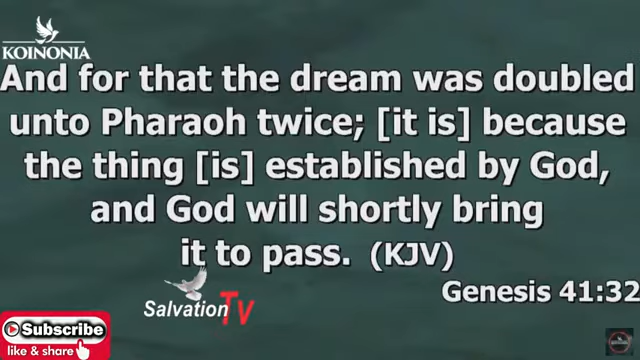 KOINONIA
And for that the dream was doubled
unto Pharaoh twice; [it is] because
the thing [is] established by God,
and God will shortly bring
it to pass. (KJV)
Genesis 41:32
Salvation TV
Subscribe
like & share